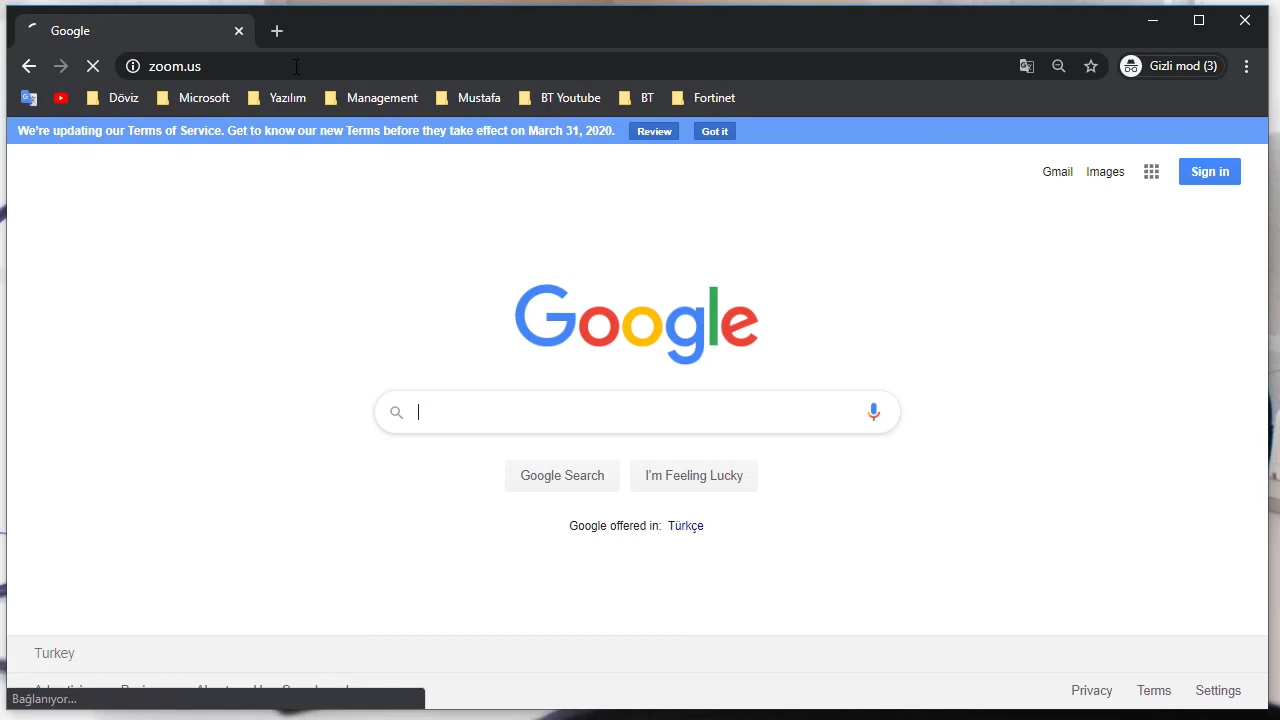 Google
zoom.us
Gizli mod (3)
Döviz
Microsoft
Yazılım
Management
Mustafa
BT Youtube
BT
Fortinet
We're updating our Terms of Service. Get to know our new Terms before they take effect on March 31, 2020.
Review
Got it
Gmail
Images
Sign in
Google
Google Search
I'm Feeling Lucky
Google offered in: Türkçe
Turkey
Privacy
Terms
Settings
Bağlanıyor...